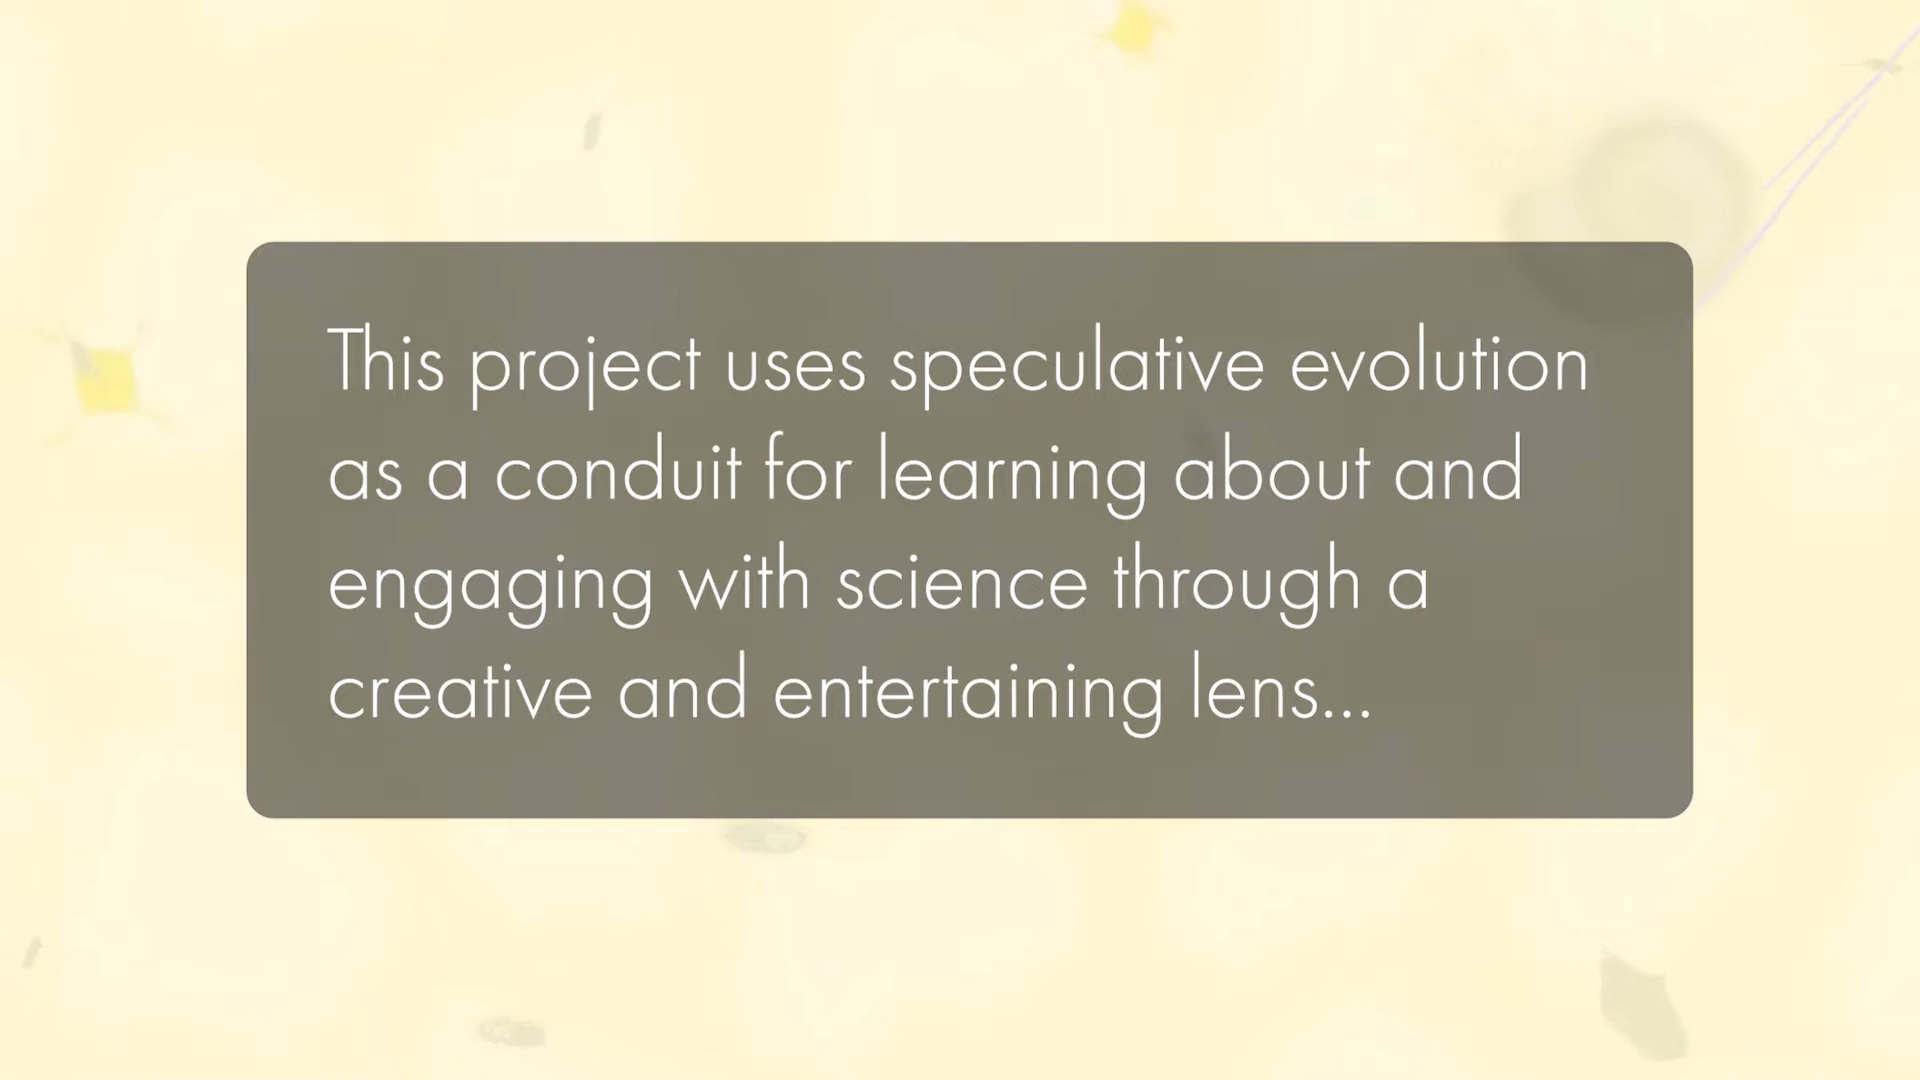 This project uses speculative evolution
as a conduit for learning about and
engaging with science through a
creative and entertaining lens...